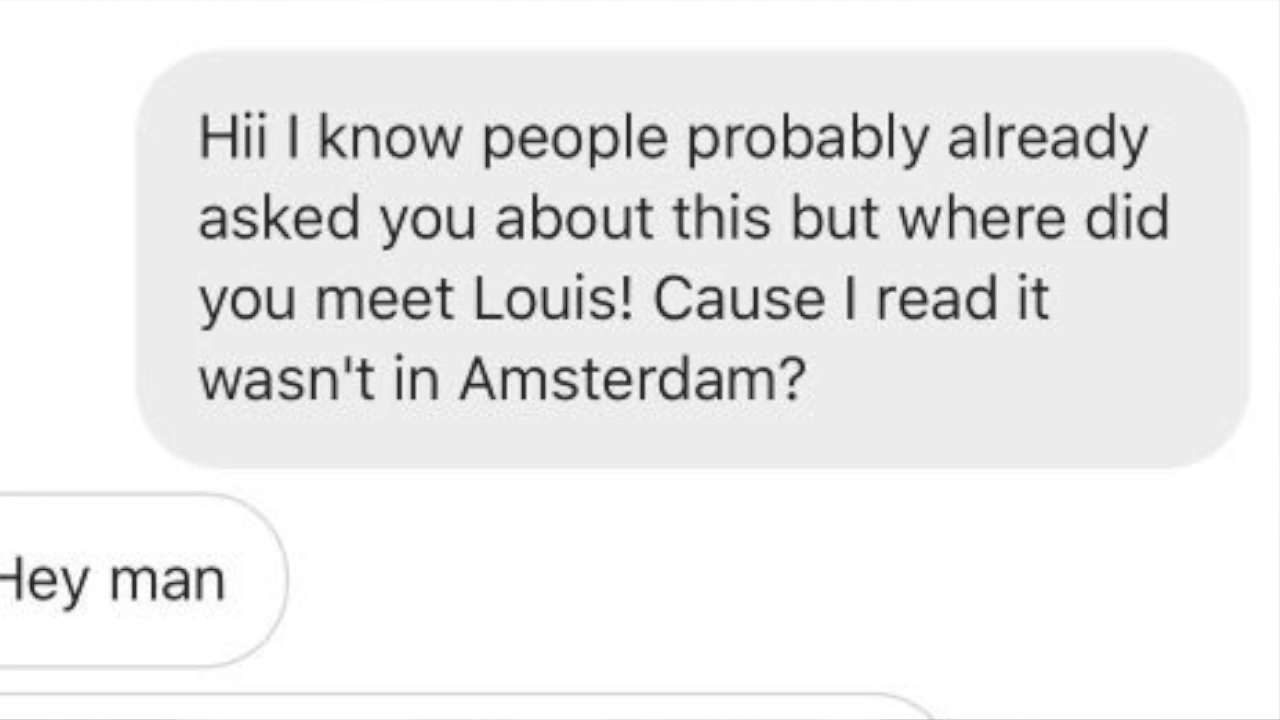 Hii I know people probably already
asked you about this but where did
you meet Louis! Cause I read it
wasn't in Amsterdam?
Hey man